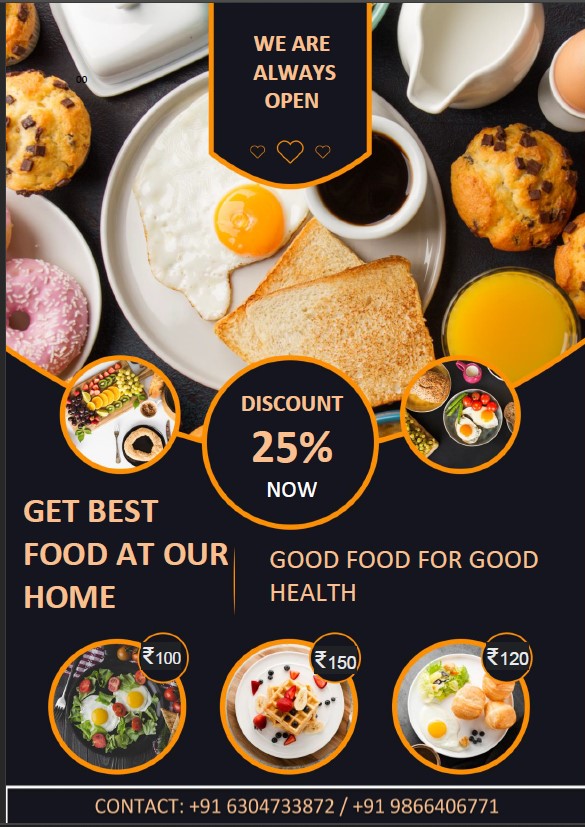 WE ARE
ALWAYS
OPEN
00
DISCOUNT
25%
NOW
GET BEST
FOOD AT OUR
HOME
GOOD FOOD FOR GOOD
HEALTH
₹100
₹150
₹120
CONTACT: +91 6304733872 / +91 9866406771